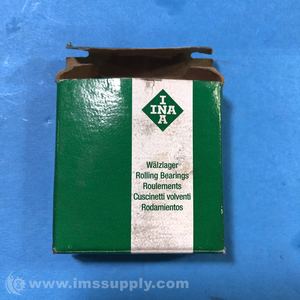 I
INA
A
Wälzlager
Rolling Bearings
Roulements
Cuscinetti volventi
Rodamientos
© www.imssupply.com